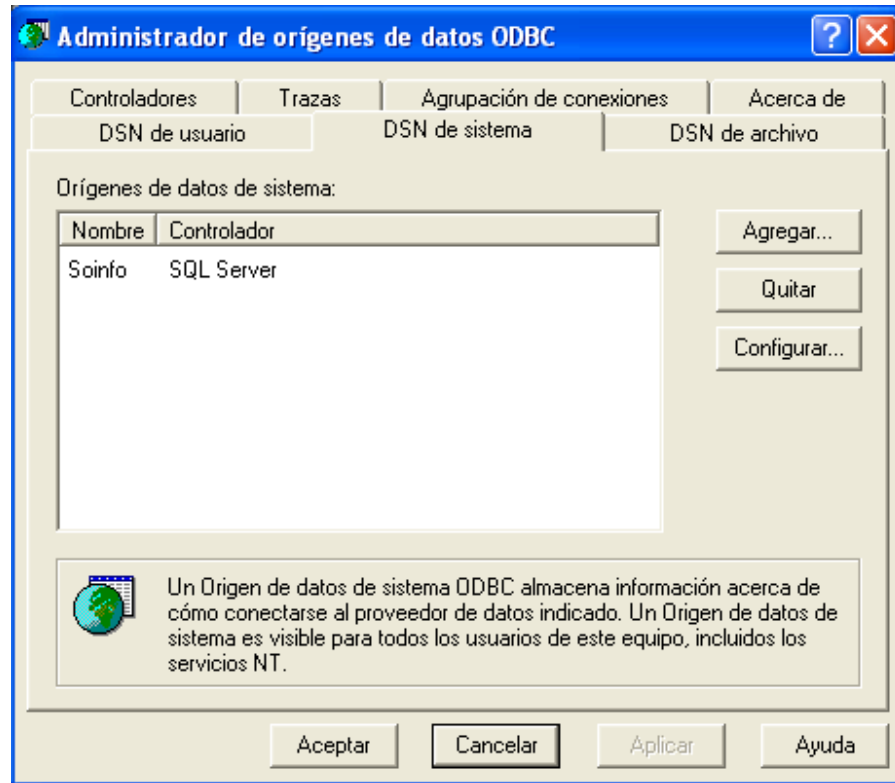 Administrador de orígenes de datos ODBC
Controladores
Trazas
Agrupación de conexiones
Acerca de
DSN de usuario
DSN de sistema
DSN de archivo
Orígenes de datos de sistema:
Nombre Controlador
Agregar...
Soinfo SQL Server
Quitar
Configurar...
Un Origen de datos de sistema ODBC almacena información acerca de
cómo conectarse al proveedor de datos indicado. Un Origen de datos de
sistema es visible para todos los usuarios de este equipo, incluidos los
servicios NT.
Aceptar
Cancelar
Aplicar
Ayuda